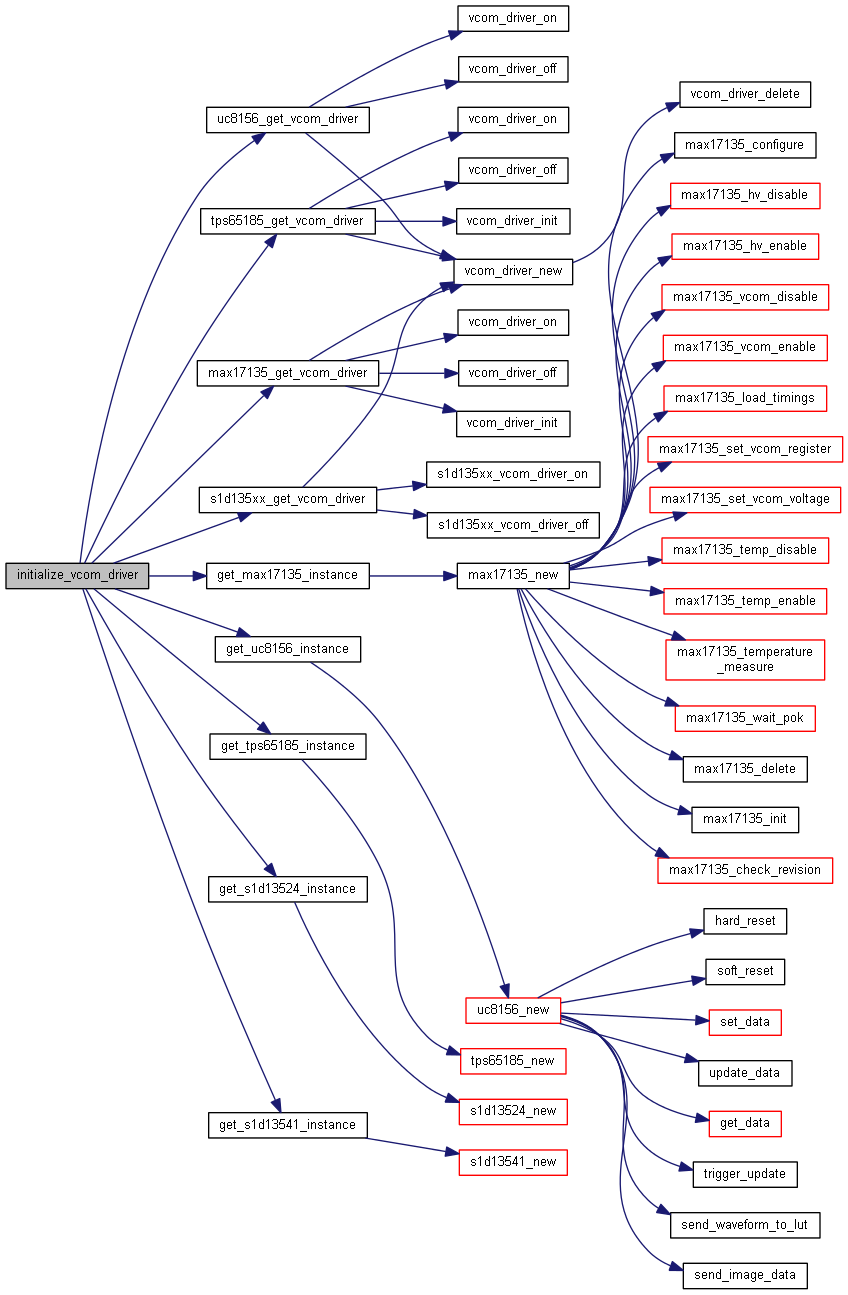 vcom_driver_on
vcom_driver_off
vcom_driver_delete
uc8156_get_vcom_driver
vcom_driver_on
max17135_configure
vcom_driver_off
max17135_hv_disable
tps65185_get_vcom_driver
vcom_driver_init
max17135_hv_enable
vcom_driver_new
max17135_vcom_disable
vcom_driver_on
max17135_vcom_enable
max17135_get_vcom_driver
vcom_driver_off
max17135_load_timings
vcom_driver_init
max17135_set_vcom_register
s1d135xx_vcom_driver_on
s1d135xx_get_vcom_driver
max17135_set_vcom_voltage
s1d135xx_vcom_driver_off
max17135_temp_disable
initialize_vcom_driver
get_max17135_instance
max17135_new
max17135_temp_enable
get_uc8156_instance
max17135_temperature
_measure
max17135_wait_pok
get_tps65185_instance
max17135_delete
max17135_init
max17135_check_revision
get_s1d13524_instance
hard_reset
soft_reset
uc8156_new
set_data
tps65185_new
update_data
s1d13524_new
get_data
get_s1d13541_instance
s1d13541_new
trigger_update
send_waveform_to_lut
send_image_data